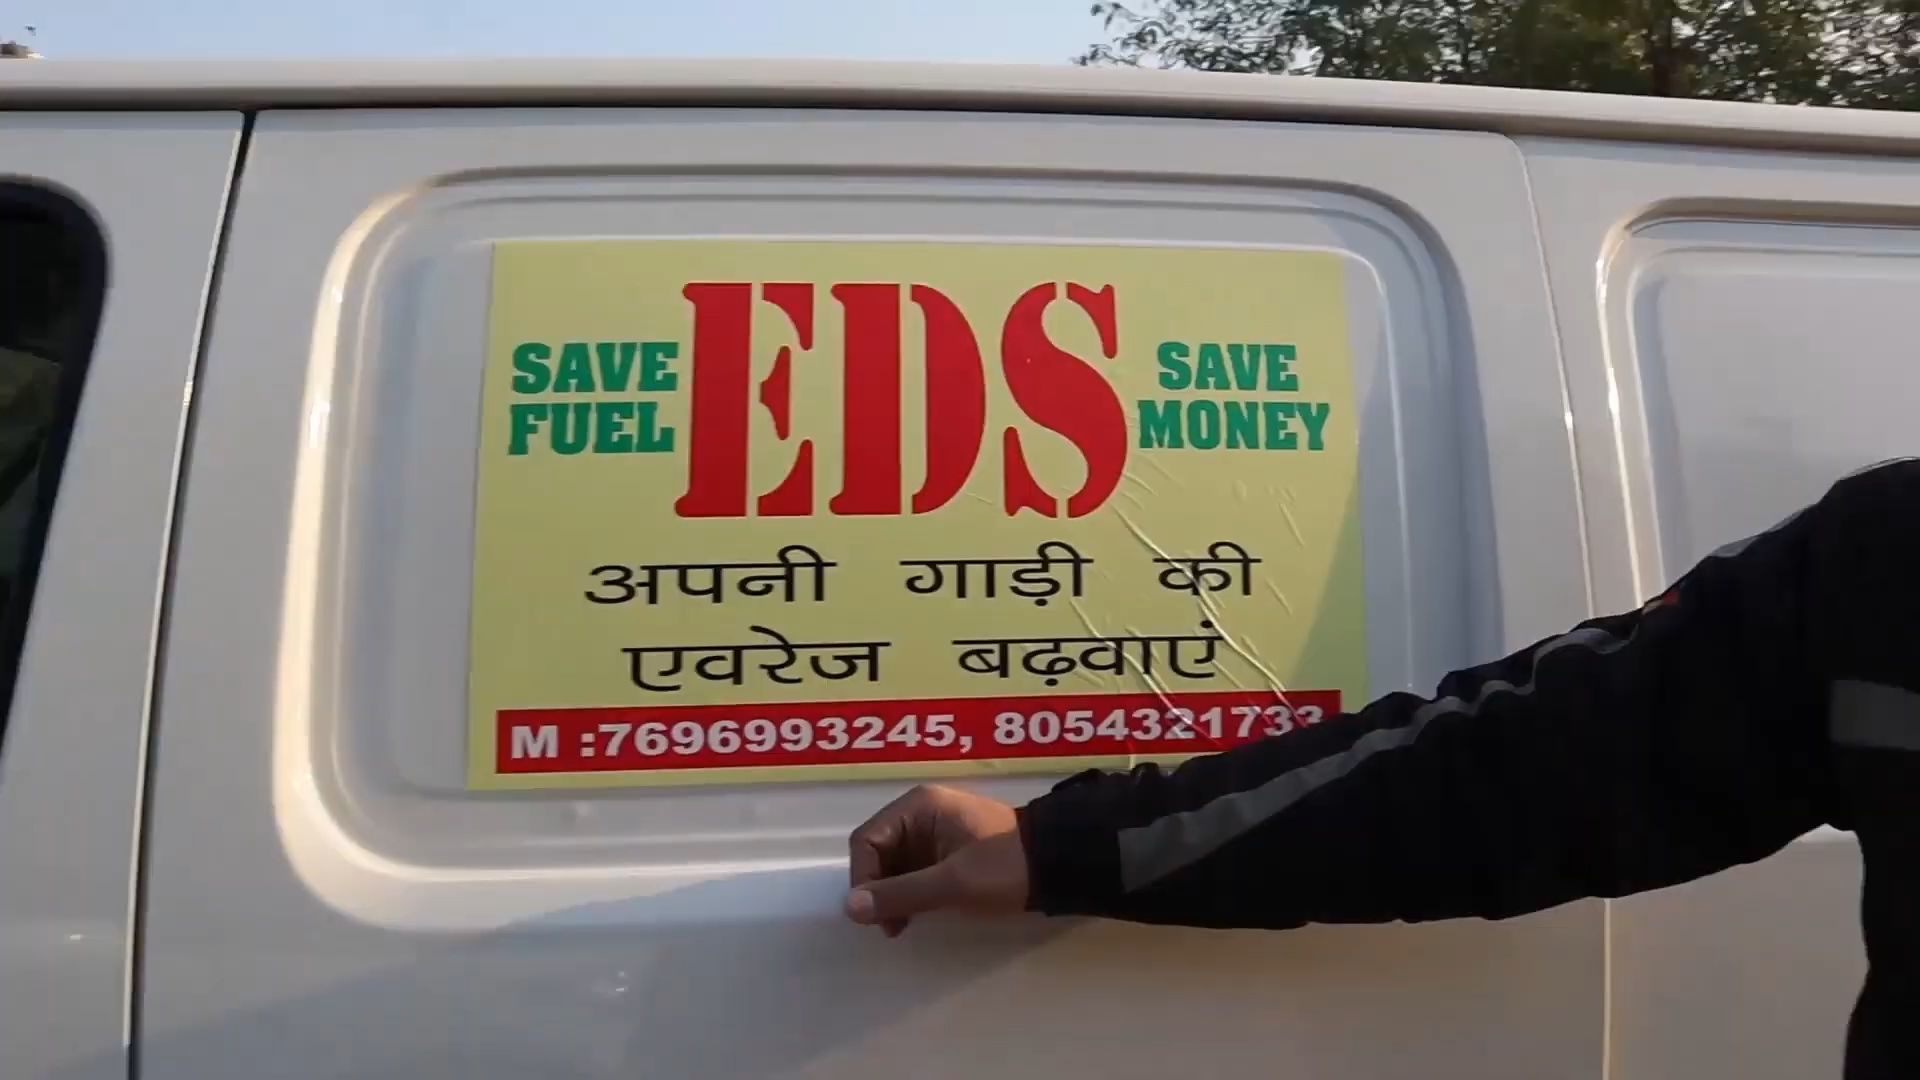 SAVE FUEL EDS SAVE MONEY
अपनी गाड़ी की
एवरेज बढ़वाएं
M :7696993245, 8054321733